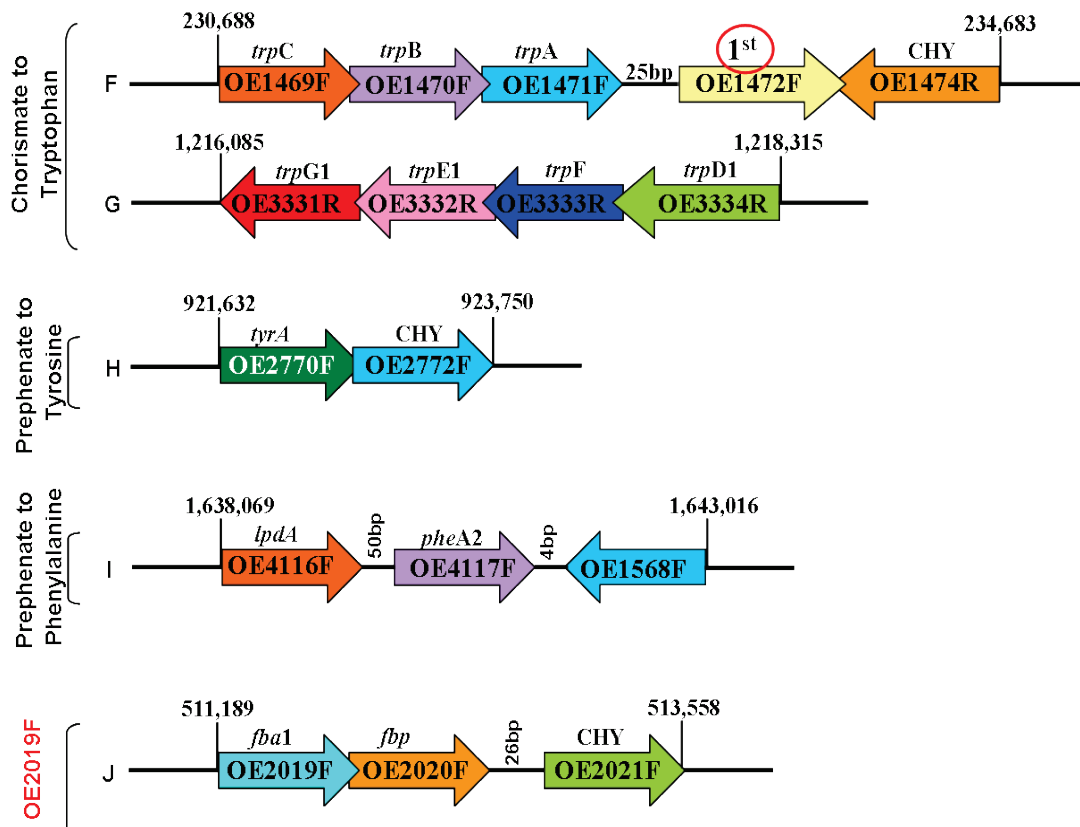 Chorismate to
Tryptophan
230,688
234,683
trpC
trpB
trpA
1st
CHY
F
OE1469F
OE1470F
OE1471F
25bp
OE1472F
OE1474R
1,216,085
1,218,315
trpG1
trpE1
trpF
trpD1
G
OE3331R
OE3332R
OE3333R
OE3334R
Prephenate to
Tyrosine
921,632
923,750
tyrA
CHY
H
OE2770F
OE2772F
Prephenate to
Phenylalanine
1,638,069
1,643,016
lpdA
50bp
pheA2
4bp
I
OE4116F
OE4117F
OE1568F
OE2019F
511,189
513,558
fba1
fbp
26bp
CHY
J
OE2019F
OE2020F
OE2021F